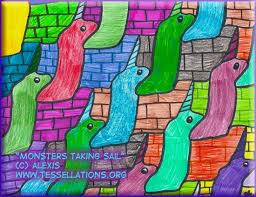 "MONSTERS TAKING SAIL"
(C) ALEXIS
WWW.TESSELLATIONS.ORG